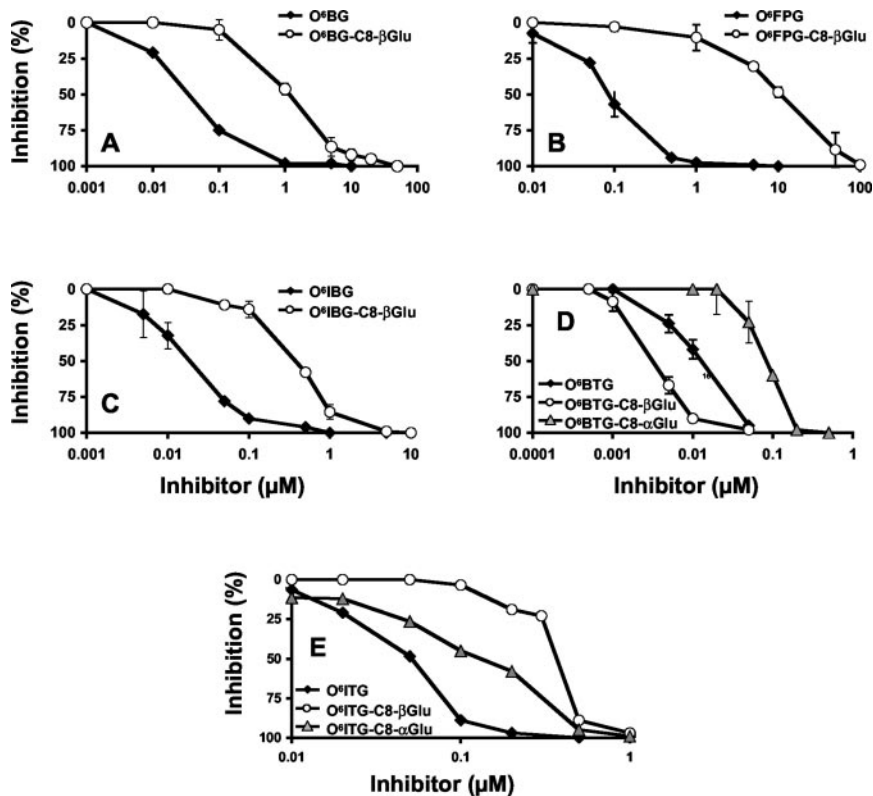 O⁶BG
O⁶BG-C8-βGlu
Inhibition (%)
0
25
50
75
100
A
0.001
0.01
0.1
1
10
100
O⁶FPG
O⁶FPG-C8-βGlu
0
25
50
75
100
B
0.01
0.1
1
10
100
O⁶IBG
O⁶IBG-C8-βGlu
Inhibition (%)
0
25
50
75
100
C
0.001
0.01
0.1
1
10
Inhibitor (µM)
0
25
50
75
100
D
16
O⁶BTG
O⁶BTG-C8-βGlu
O⁶BTG-C8-αGlu
0.0001
0.001
0.01
0.1
1
Inhibitor (µM)
Inhibition (%)
0
25
50
75
100
E
O⁶ITG
O⁶ITG-C8-βGlu
O⁶ITG-C8-αGlu
0.01
0.1
1
Inhibitor (µM)